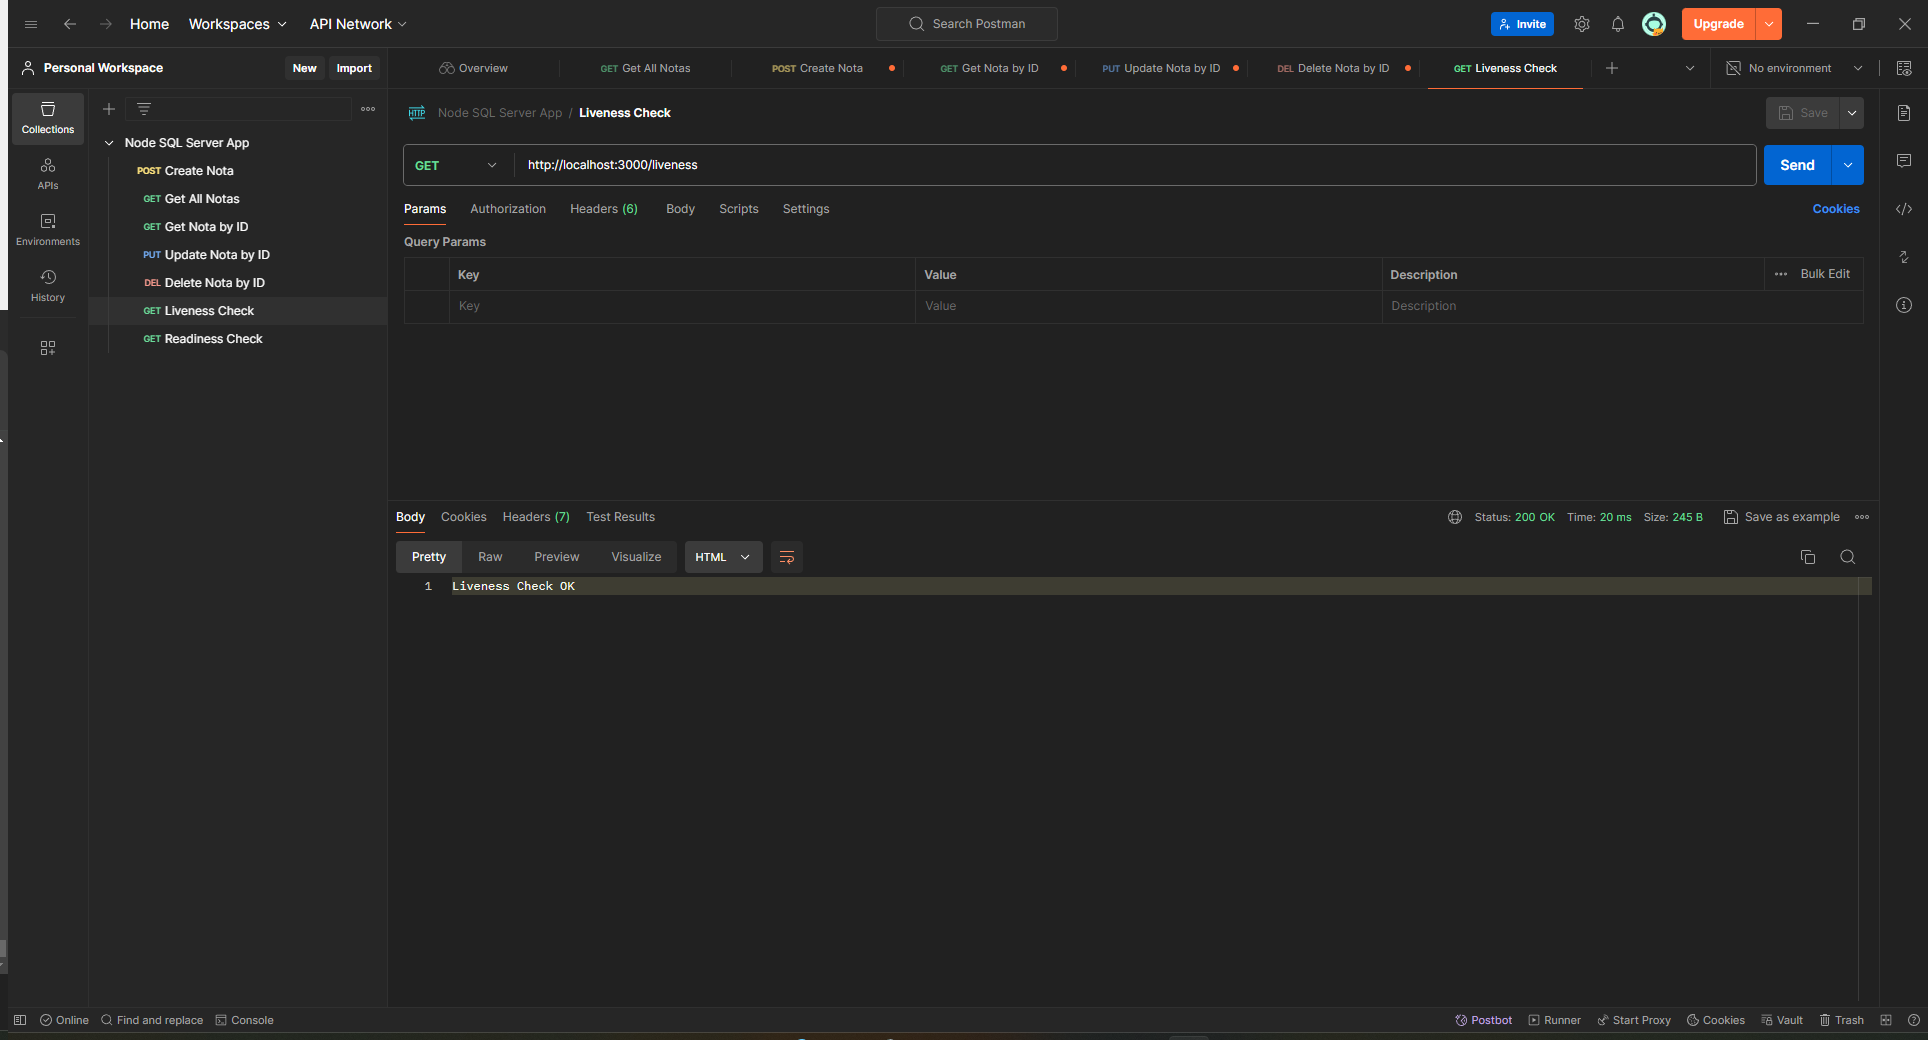 Home Workspaces API Network Search Postman Invite Upgrade
Personal Workspace New Import Overview GET Get All Notas POST Create Nota GET Get Nota by ID PUT Update Nota by ID DEL Delete Nota by ID GET Liveness Check No environment
Collections
APIs
Environments
History
Node SQL Server App
POST Create Nota
GET Get All Notas
GET Get Nota by ID
PUT Update Nota by ID
DEL Delete Nota by ID
GET Liveness Check
GET Readiness Check
HTTP Node SQL Server App / Liveness Check Save
GET http://localhost:3000/liveness Send
Params Authorization Headers (6) Body Scripts Settings Cookies
Query Params
Key Value Description Bulk Edit
Key Value Description
Body Cookies Headers (7) Test Results Status: 200 OK Time: 20 ms Size: 245 B Save as example
Pretty Raw Preview Visualize HTML
1 Liveness Check OK
Online Find and replace Console Postbot Runner Start Proxy Cookies Vault Trash